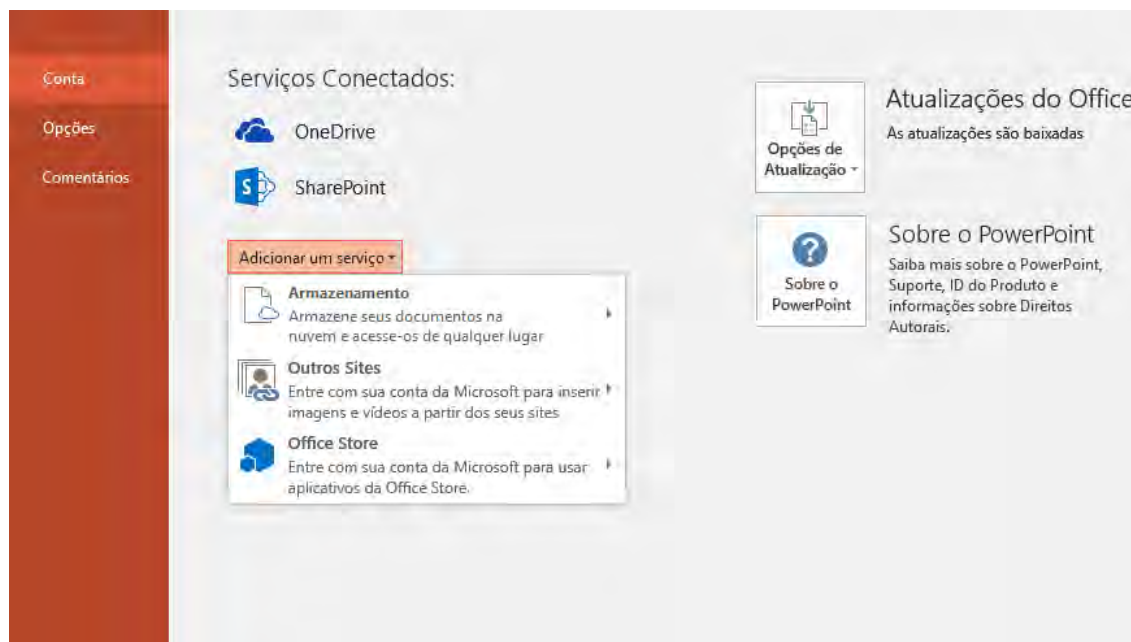 Conta
Opções
Comentários
Serviços Conectados:
OneDrive
SharePoint
Adicionar um serviço
Armazenamento
Armazene seus documentos na
nuvem e acesse-os de qualquer lugar
Outros Sites
Entre com sua conta da Microsoft para inserir
imagens e vídeos a partir dos seus sites
Office Store
Entre com sua conta da Microsoft para usar
aplicativos da Office Store.
Opções de
Atualização
Atualizações do Office
As atualizações são baixadas
Sobre o
PowerPoint
Sobre o PowerPoint
Saiba mais sobre o PowerPoint,
Suporte, ID do Produto e
informações sobre Direitos
Autorais.